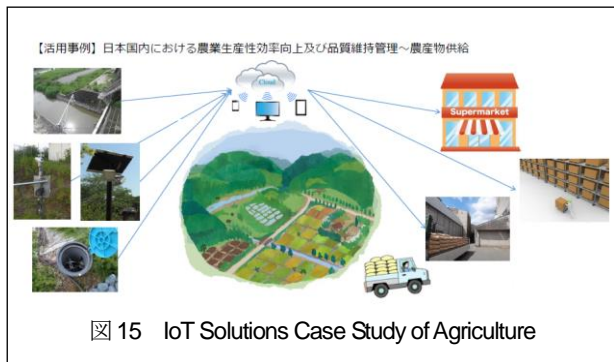 【活用事例】日本国内における農業生産性効率向上及び品質維持管理～農産物供給
Cloud
Supermarket
図 15 IoT Solutions Case Study of Agriculture